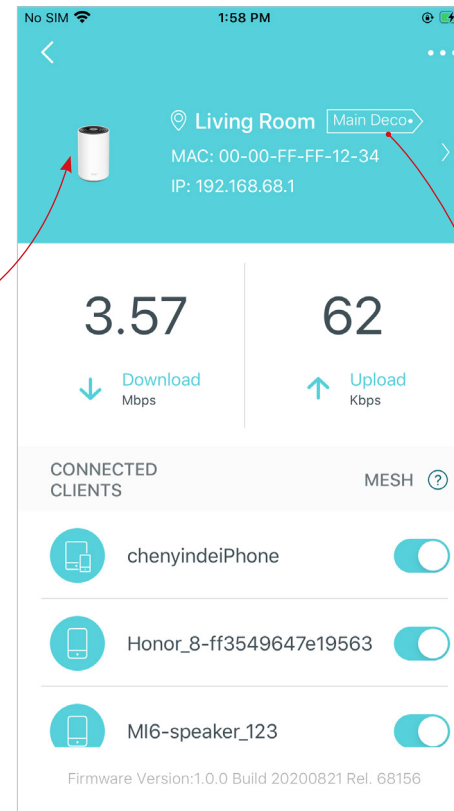 No SIM 1:58 PM
Living Room Main Deco
MAC: 00-00-FF-FF-12-34
IP: 192.168.68.1
3.57 62
Download Upload
Mbps Kbps
CONNECTED
CLIENTS
MESH ?
chenyindeiPhone
Honor_8-ff3549647e19563
MI6-speaker_123
Firmware Version:1.0.0 Build 20200821 Rel. 68156